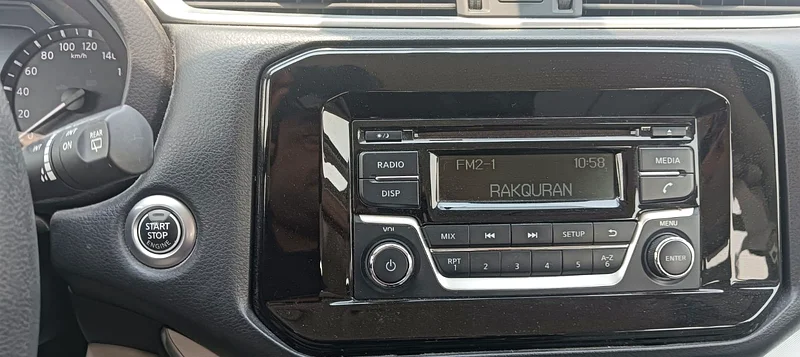 80 100 120 140
km/h
60
40
20
INT
ON
REAR
START
STOP
ENGINE
RADIO
DISP
FM2-1 10:58
RAKQURAN
MEDIA
VOL
MIX SETUP
MENU
RPT
1 2 3 4 5
A-Z
6
ENTER